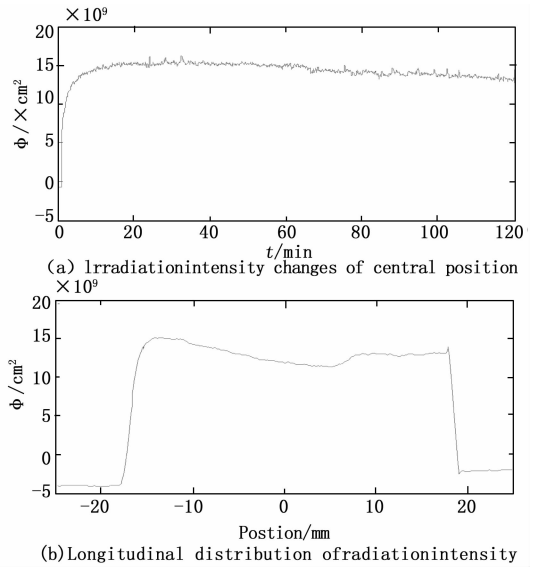 ×10⁹
20
15
10
5
0
−5
Φ/×cm²
0 20 40 60 80 100 120
t/min
(a) lrradiationintensity changes of central position
×10⁹
20
15
10
5
0
−5
Φ/cm²
−20 −10 0 10 20
Postion/mm
(b)Longitudinal distribution ofradiationintensity